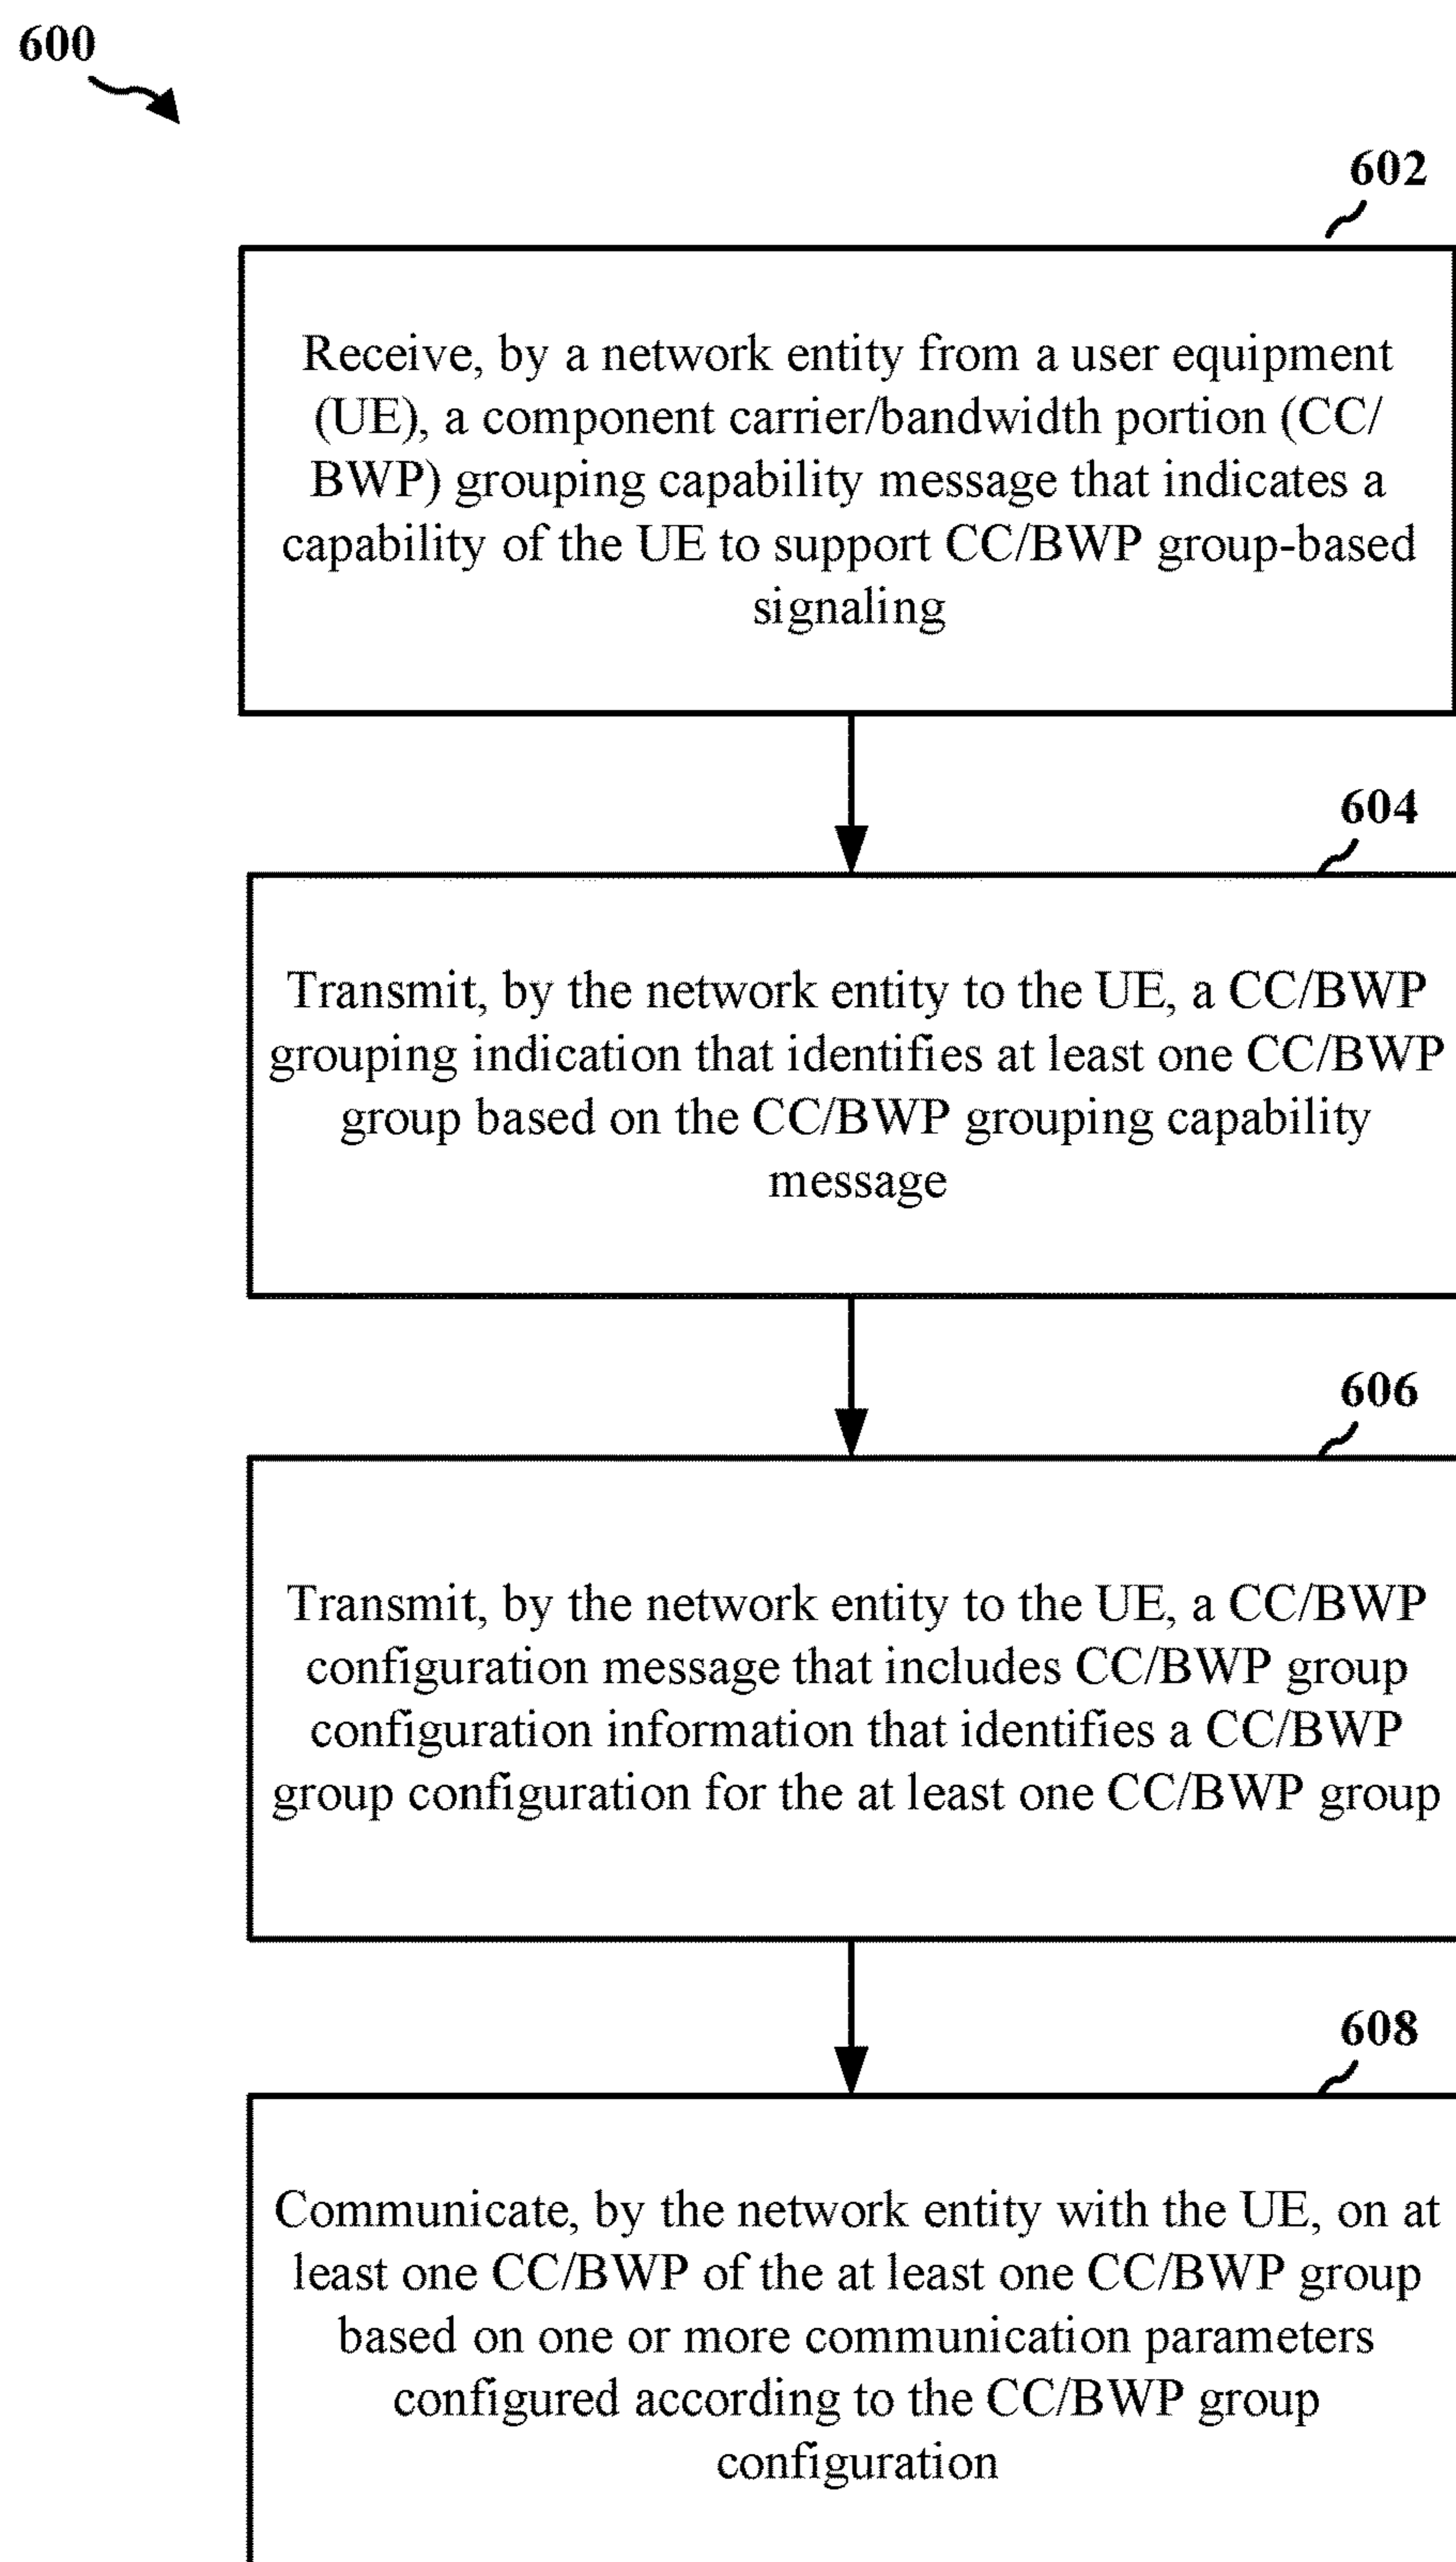 600
602
Receive, by a network entity from a user equipment
(UE), a component carrier/bandwidth portion (CC/
BWP) grouping capability message that indicates a
capability of the UE to support CC/BWP group-based
signaling
604
Transmit, by the network entity to the UE, a CC/BWP
grouping indication that identifies at least one CC/BWP
group based on the CC/BWP grouping capability
message
606
Transmit, by the network entity to the UE, a CC/BWP
configuration message that includes CC/BWP group
configuration information that identifies a CC/BWP
group configuration for the at least one CC/BWP group
608
Communicate, by the network entity with the UE, on at
least one CC/BWP of the at least one CC/BWP group
based on one or more communication parameters
configured according to the CC/BWP group
configuration